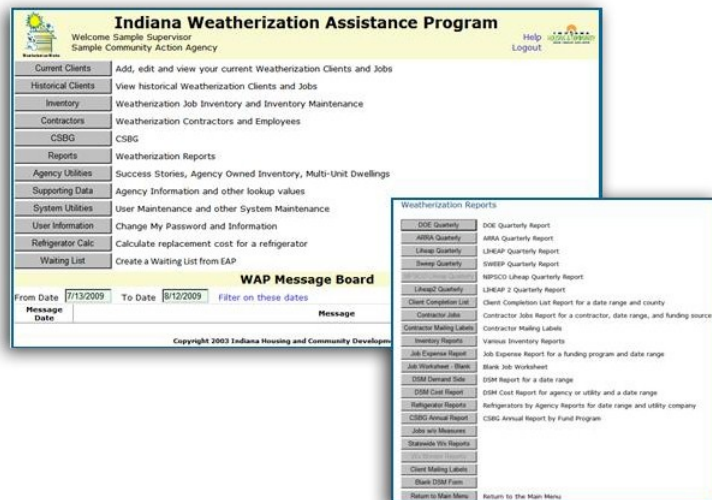 Indiana Weatherization Assistance Program
Welcome Sample Supervisor
Sample Community Action Agency
Help
Logout
Current Clients Add, edit and view your current Weatherization Clients and Jobs
Historical Clients View historical Weatherization Clients and Jobs
Inventory Weatherization Job Inventory and Inventory Maintenance
Contractors Weatherization Contractors and Employees
CSBG CSBG
Reports Weatherization Reports
Agency Utilities Success Stories, Agency Owned Inventory, Multi-Unit Dwellings
Supporting Data Agency Information and other lookup values
System Utilities User Maintenance and other System Maintenance
User Information Change My Password and Information
Refrigerator Calc Calculate replacement cost for a refrigerator
Waiting List Create a Waiting List from EAP
WAP Message Board
From Date 7/13/2009 To Date 8/12/2009 Filter on these dates
Message Date Message
Copyright 2003 Indiana Housing and Community Developme
Weatherization Reports
DOE Quarterly DOE Quarterly Report
ARRA Quarterly ARRA Quarterly Report
Liheap Quarterly LIHEAP Quarterly Report
Sweep Quarterly SWEEP Quarterly Report
NIPSCO Liheap Quarterly Report
Liheap2 Quarterly LIHEAP 2 Quarterly Report
Client Completion List Client Completion List Report for a date range and county
Contractor Jobs Contractor Jobs Report for a contractor, date range, and funding source
Contractor Mailing Labels Contractor Mailing Labels
Inventory Reports Various Inventory Reports
Job Expense Report Job Expense Report for a funding program and date range
Job Worksheet - Blank Blank Job Worksheet
DSM Demand Side DSM Report for a date range
DSM Cost Report DSM Cost Report for agency or utility and a date range
Refrigerator Reports Refrigerators by Agency Reports for date range and utility company
CSBG Annual Report CSBG Annual Report by Fund Program
Jobs w/o Measures
Statewide Wx Reports
Client Mailing Labels
Blank DSM Form
Return to Main Menu Return to the Main Menu